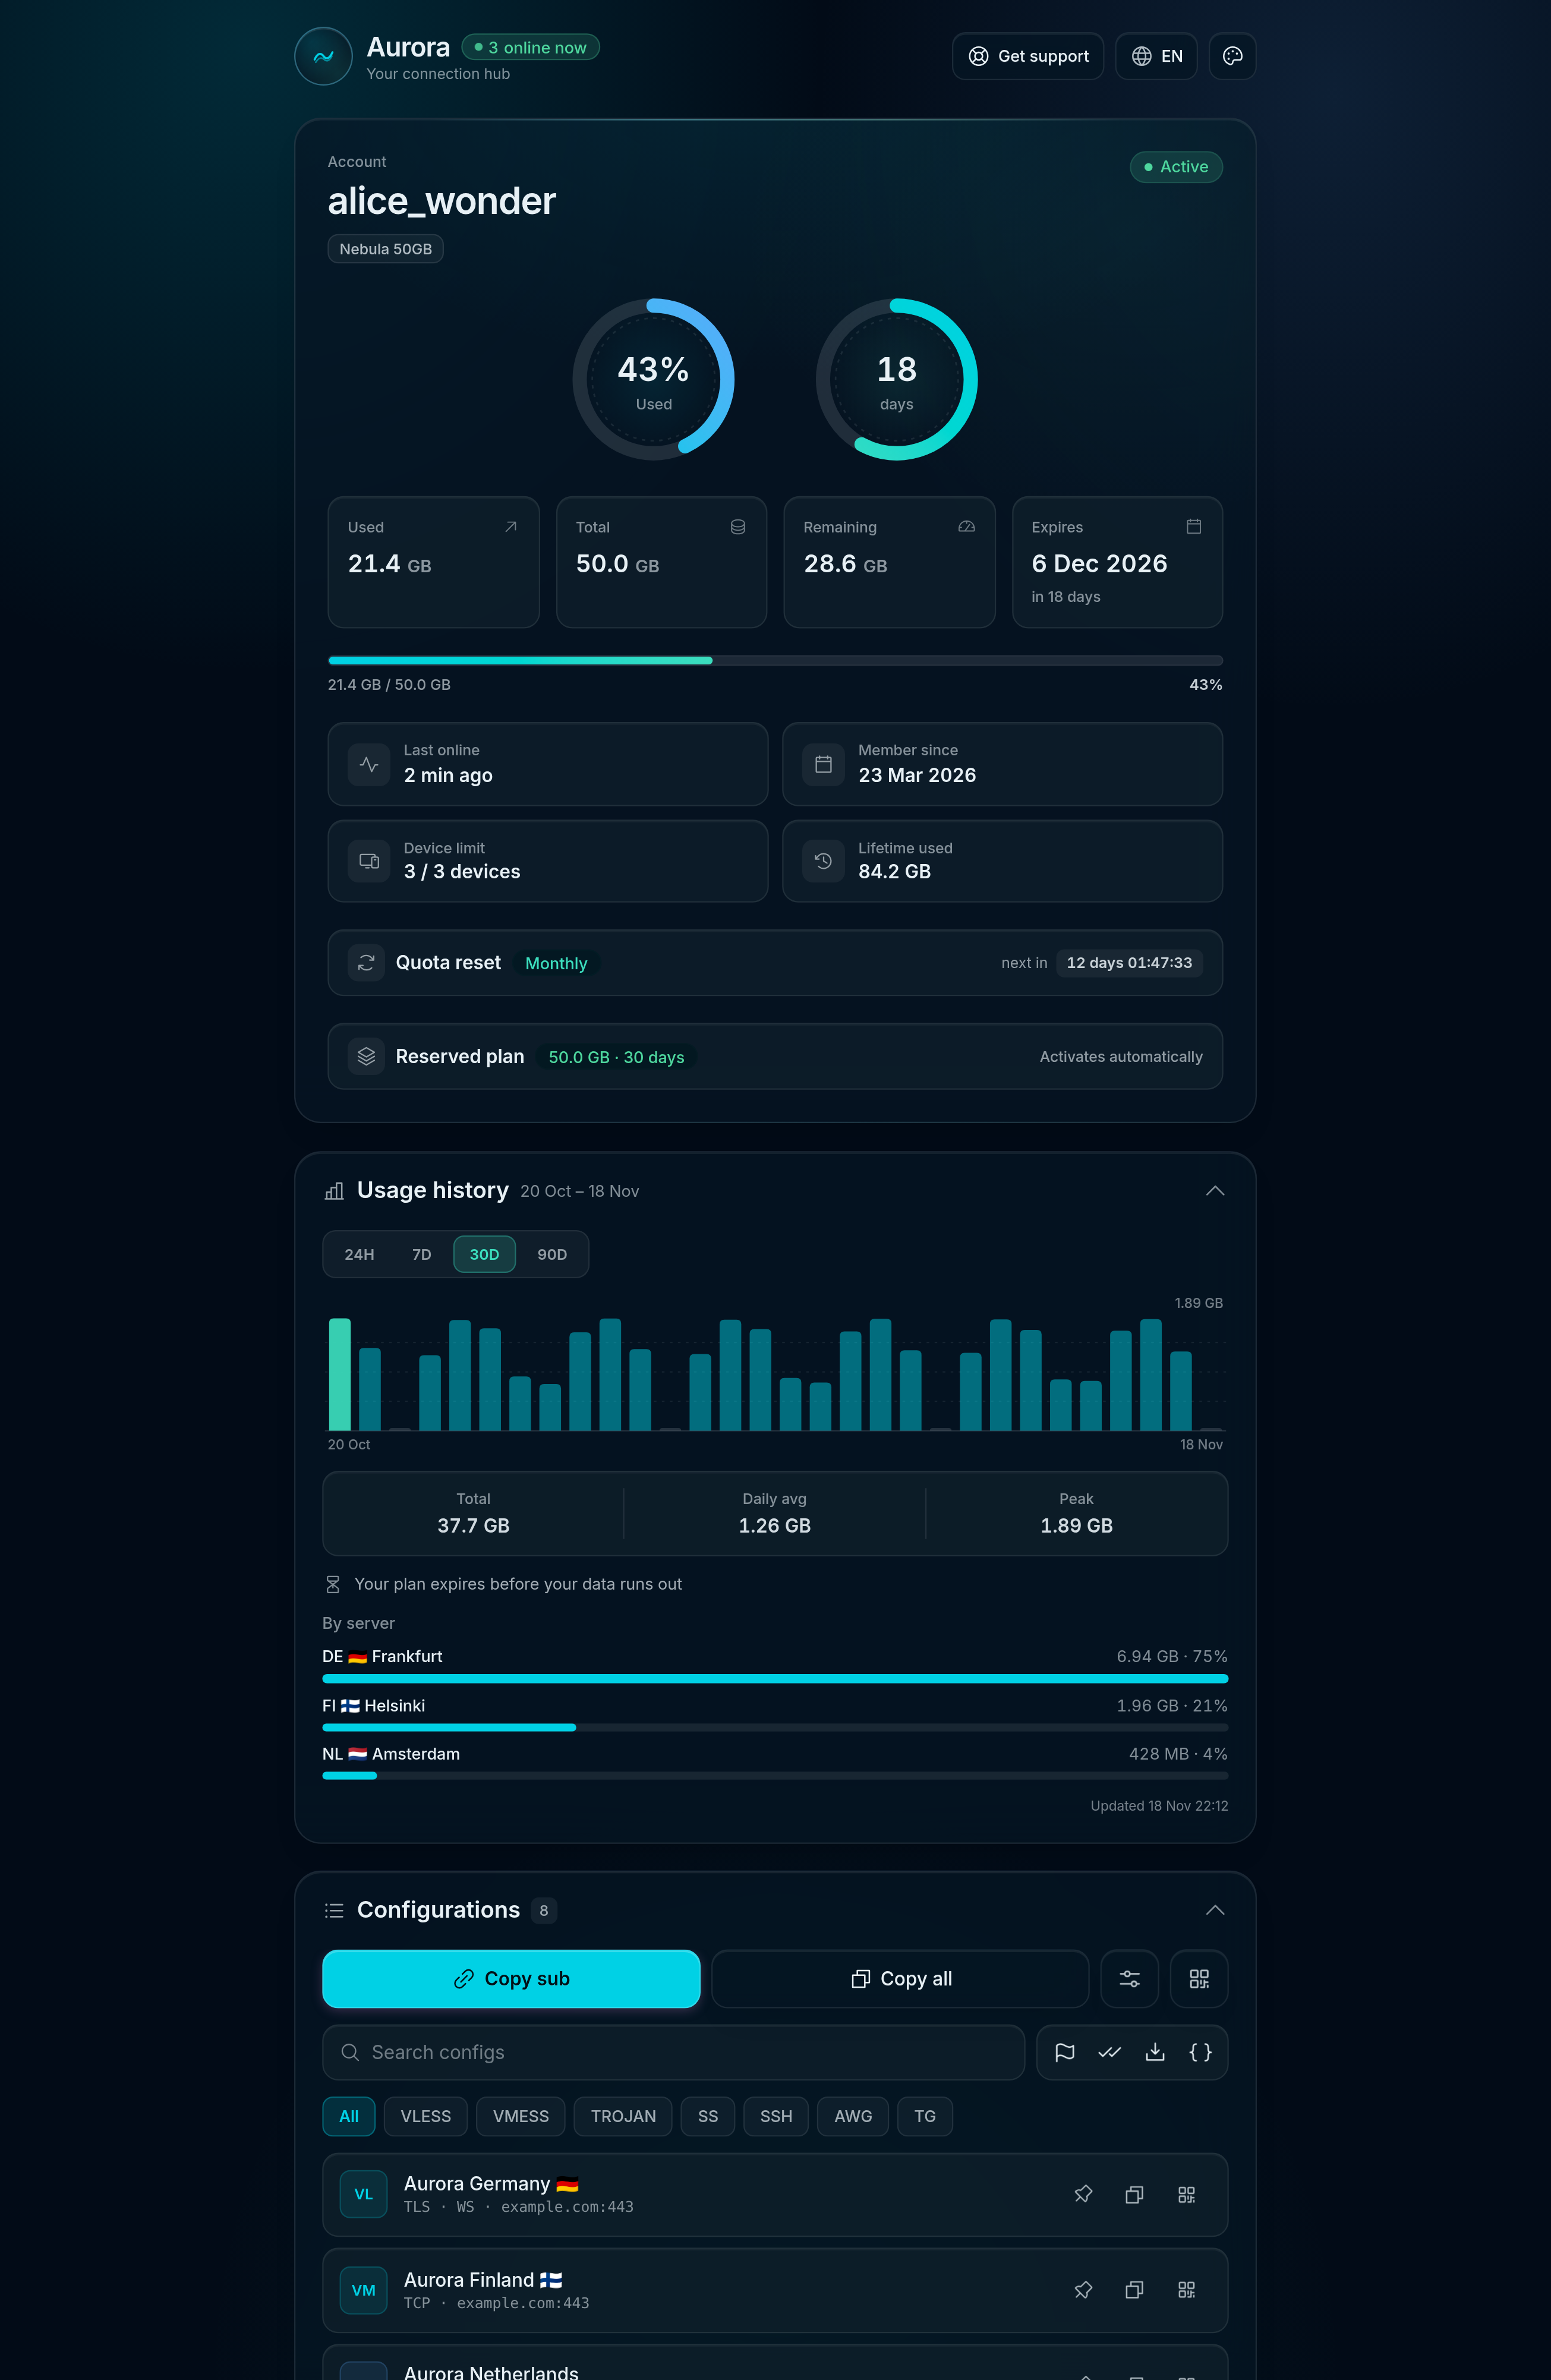 Aurora
3 online now
Your connection hub
Get support
EN
Account
Active
alice_wonder
Nebula 50GB
43%
Used
18
days
Used
21.4 GB
Total
50.0 GB
Remaining
28.6 GB
Expires
6 Dec 2026
in 18 days
21.4 GB / 50.0 GB
43%
Last online
2 min ago
Member since
23 Mar 2026
Device limit
3 / 3 devices
Lifetime used
84.2 GB
Quota reset
Monthly
next in
12 days 01:47:33
Reserved plan
50.0 GB · 30 days
Activates automatically
Usage history
20 Oct – 18 Nov
24H
7D
30D
90D
1.89 GB
20 Oct
18 Nov
Total
37.7 GB
Daily avg
1.26 GB
Peak
1.89 GB
Your plan expires before your data runs out
By server
DE 🇩🇪 Frankfurt
6.94 GB · 75%
FI 🇫🇮 Helsinki
1.96 GB · 21%
NL 🇳🇱 Amsterdam
428 MB · 4%
Updated 18 Nov 22:12
Configurations
8
Copy sub
Copy all
Search configs
All
VLESS
VMESS
TROJAN
SS
SSH
AWG
TG
VL
Aurora Germany 🇩🇪
TLS · WS · example.com:443
VM
Aurora Finland 🇫🇮
TCP · example.com:443
Aurora Netherlands